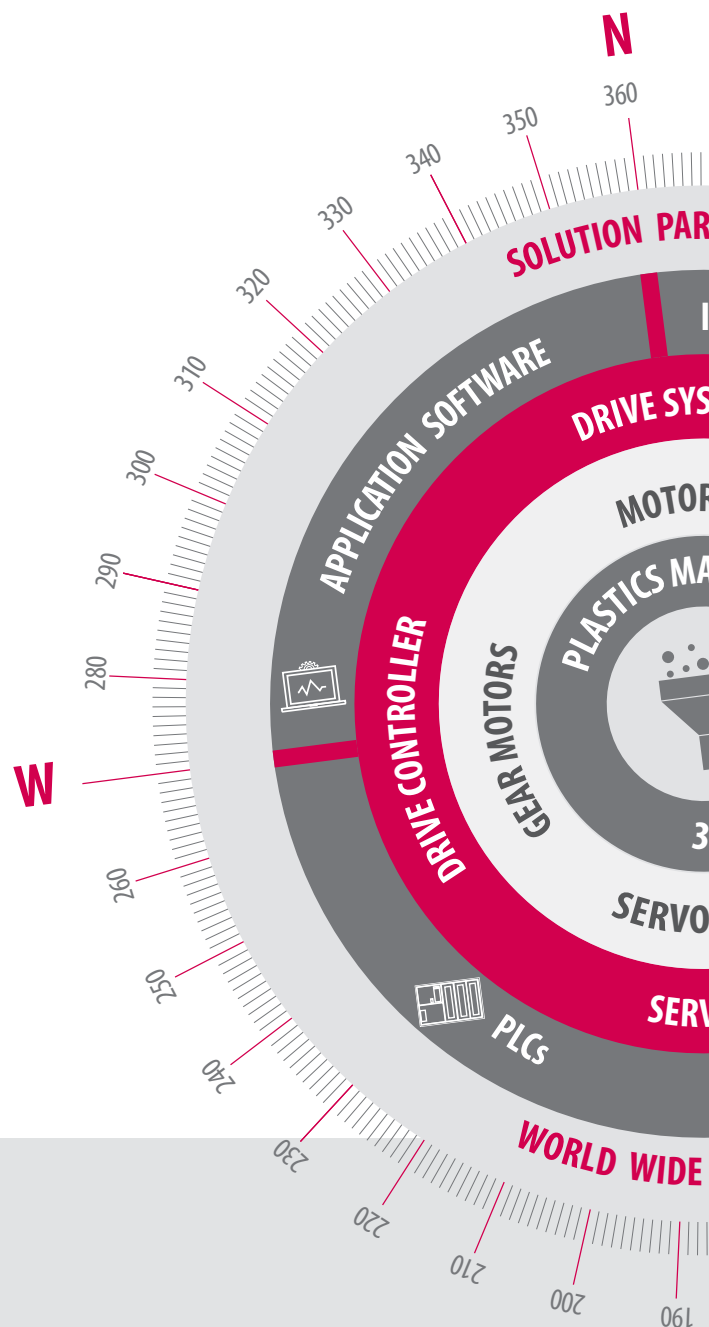 N
360
350
340
330
320
310
300
290
280
W
260
250
240
230
220
210
200
190
SOLUTION PAR
I
APPLICATION SOFTWARE
DRIVE SYS
DRIVE CONTROLLER
MOTOR
GEAR MOTORS
PLASTICS MA
3
SERVO
SERV
PLCs
WORLD WIDE